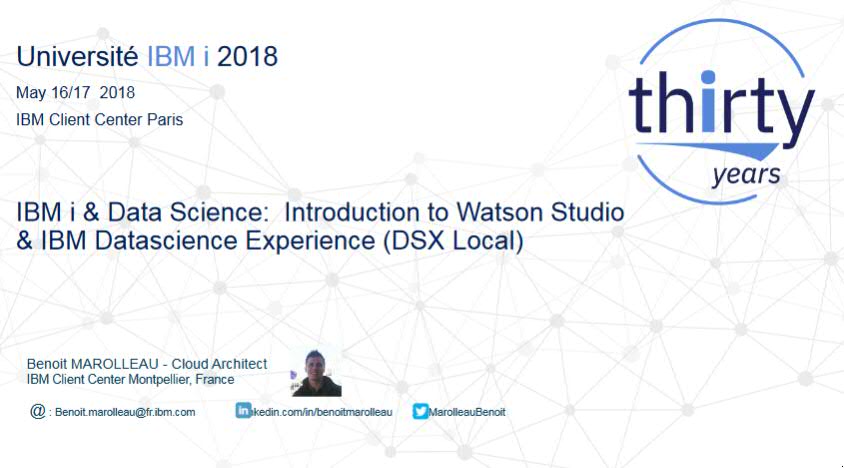 Université IBM i 2018
May 16/17 2018
IBM Client Center Paris
thirty
years
IBM i & Data Science: Introduction to Watson Studio
& IBM Datascience Experience (DSX Local)
Benoit MAROLLEAU - Cloud Architect
IBM Client Center Montpellier, France
@ : Benoit.marolleau@fr.ibm.com
inkedin.com/in/benoitmarolleau
MarolleauBenoit